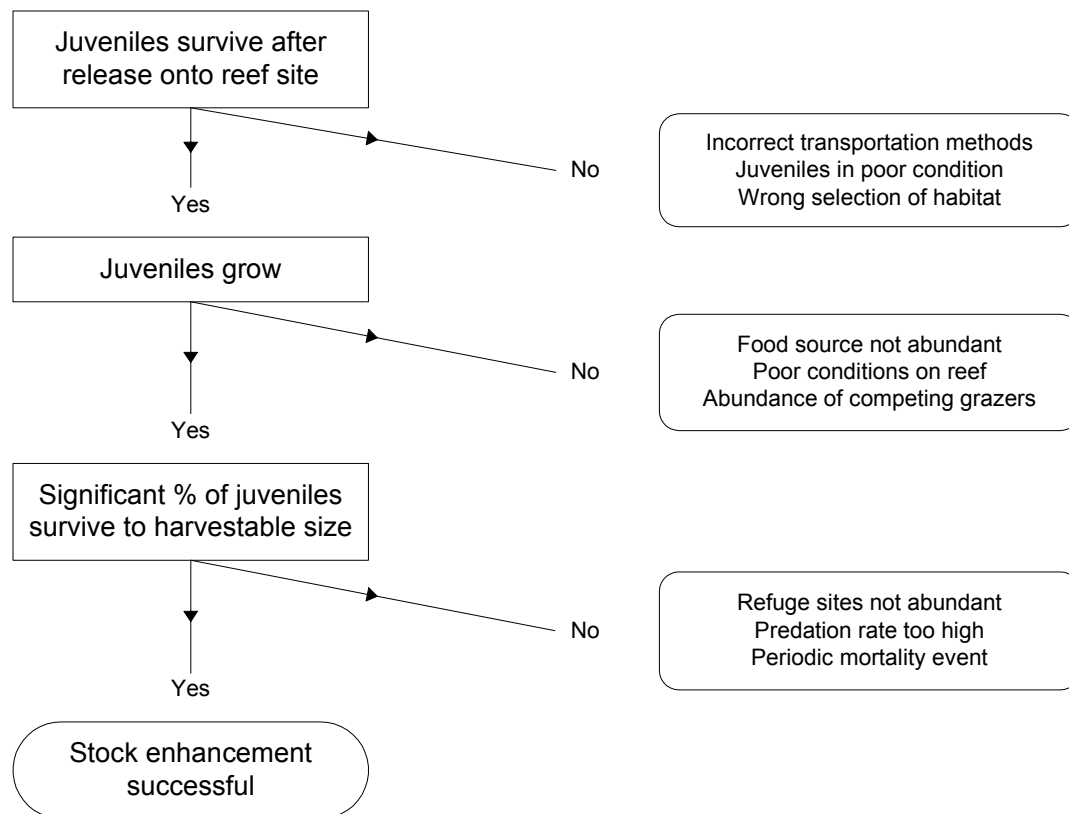 Juveniles survive after
release onto reef site
No
Incorrect transportation methods
Juveniles in poor condition
Wrong selection of habitat
Yes
Juveniles grow
No
Food source not abundant
Poor conditions on reef
Abundance of competing grazers
Yes
Significant % of juveniles
survive to harvestable size
No
Refuge sites not abundant
Predation rate too high
Periodic mortality event
Yes
Stock enhancement
successful